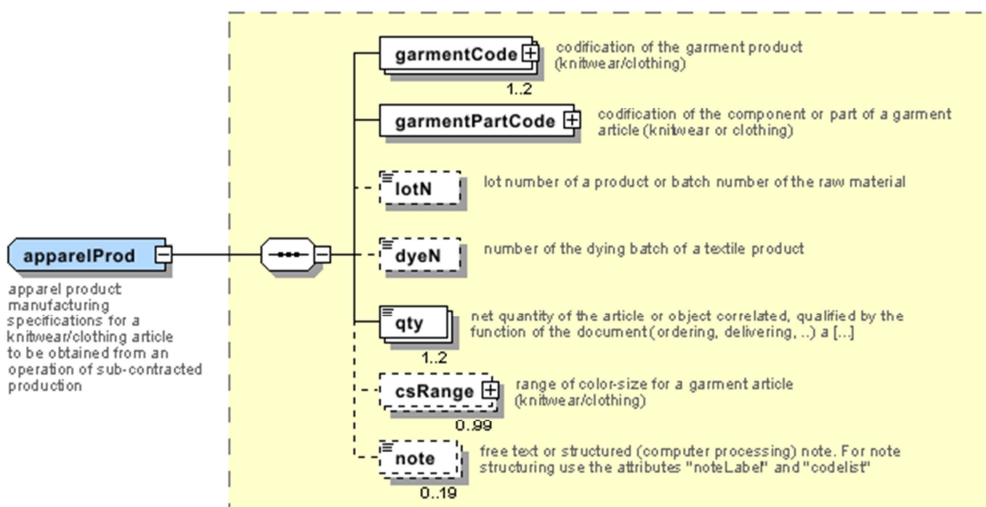 garmentCode
codification of the garment product
(knitwear/clothing)
1..2
garmentPartCode
codification of the component or part of a garment
article (knitwear or clothing)
lotN
lot number of a product or batch number of the raw material
dyeN
number of the dying batch of a textile product
apparelProd
apparel product
manufacturing
specifications for a
knitwear/clothing article
to be obtained from an
operation of sub-contracted
production
qty
net quantity of the article or object correlated, qualified by the
function of the document (ordering, delivering, ..) a [...]
1..2
csRange
range of color-size for a garment article
(knitwear/clothing)
0..99
note
free text or structured (computer processing) note. For note
structuring use the attributes "noteLabel" and "codelist"
0..19